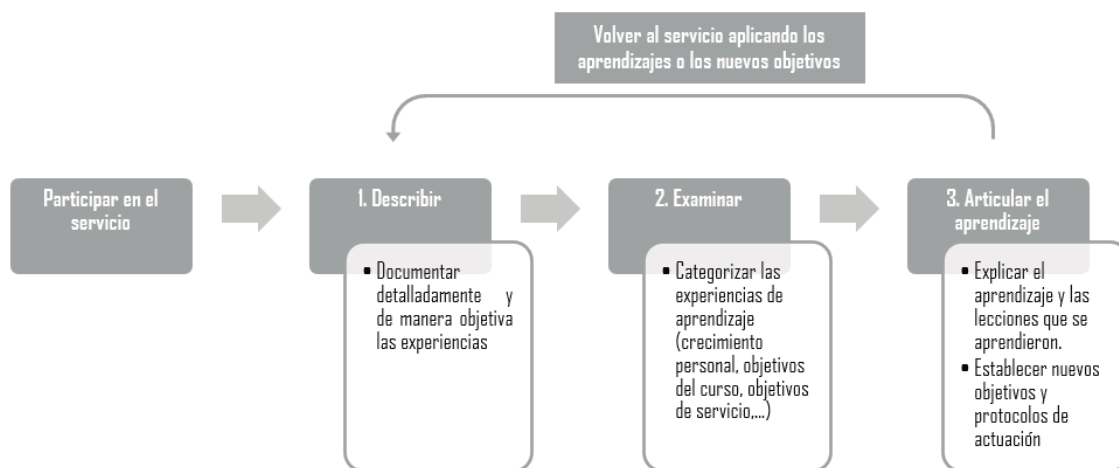 Volver al servicio aplicando los
aprendizajes o los nuevos objetivos
Participar en el
servicio
1. Describir
▪ Documentar
detalladamente y
de manera objetiva
las experiencias
2. Examinar
▪ Categorizar las
experiencias de
aprendizaje
(crecimiento
personal, objetivos
del curso, objetivos
de servicio,...)
3. Articular el
aprendizaje
▪ Explicar el
aprendizaje y las
lecciones que se
aprendieron.
▪ Establecer nuevos
objetivos y
protocolos de
actuación